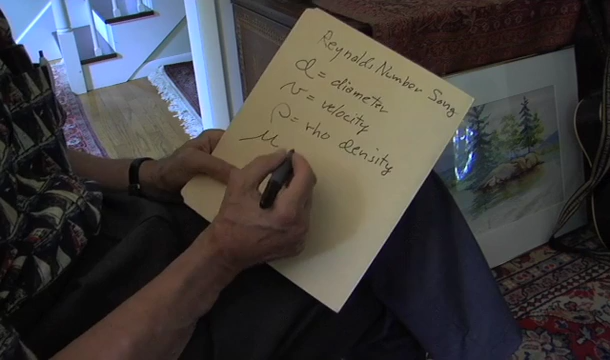 Reynolds Number Song
d = diameter
v = velocity
ρ = rho density
μ